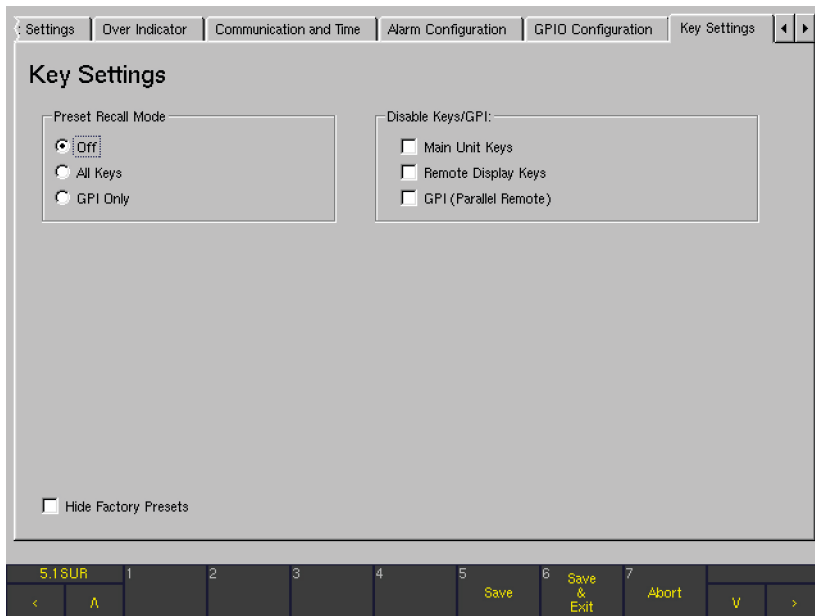 : Settings
Over Indicator
Communication and Time
Alarm Configuration
GPIO Configuration
Key Settings
Key Settings
Preset Recall Mode
Off
All Keys
GPI Only
Disable Keys/GPI:
Main Unit Keys
Remote Display Keys
GPI (Parallel Remote)
Hide Factory Presets
5.1SUR
1
2
3
4
5
Save
6
Save
&
Exit
7
Abort
<
Λ
V
>